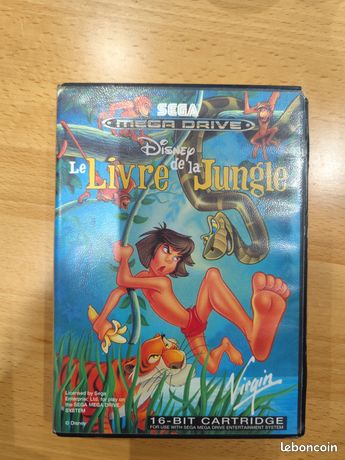 SEGA
MEGA DRIVE
Disney
Le Livre de la Jungle
Licensed by Sega
Enterprises Ltd. for play on
the SEGA MEGA DRIVE
SYSTEM
© Disney
Virgin
16-BIT CARTRIDGE
FOR USE WITH SEGA MEGA DRIVE ENTERTAINMENT SYSTEM
leboncoin